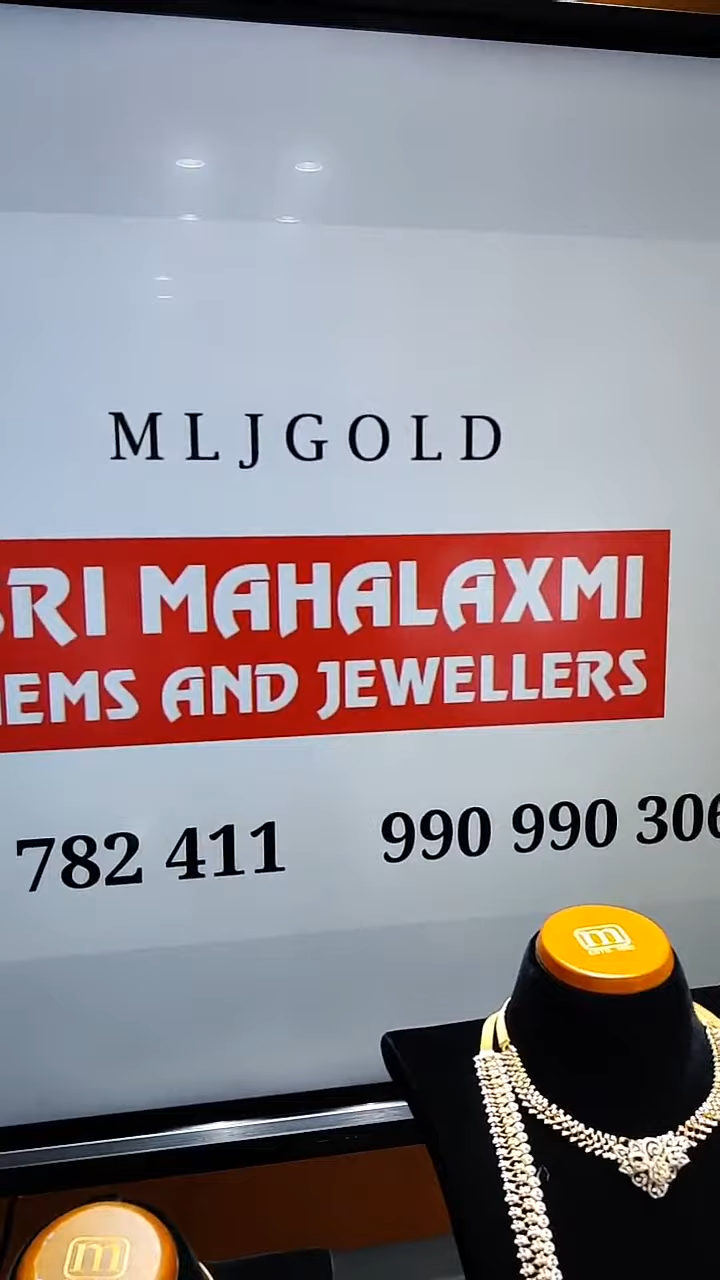 MLJGOLD
SRI MAHALAXMI
EMS AND JEWELLERS
782 411 990 990 306
m
m